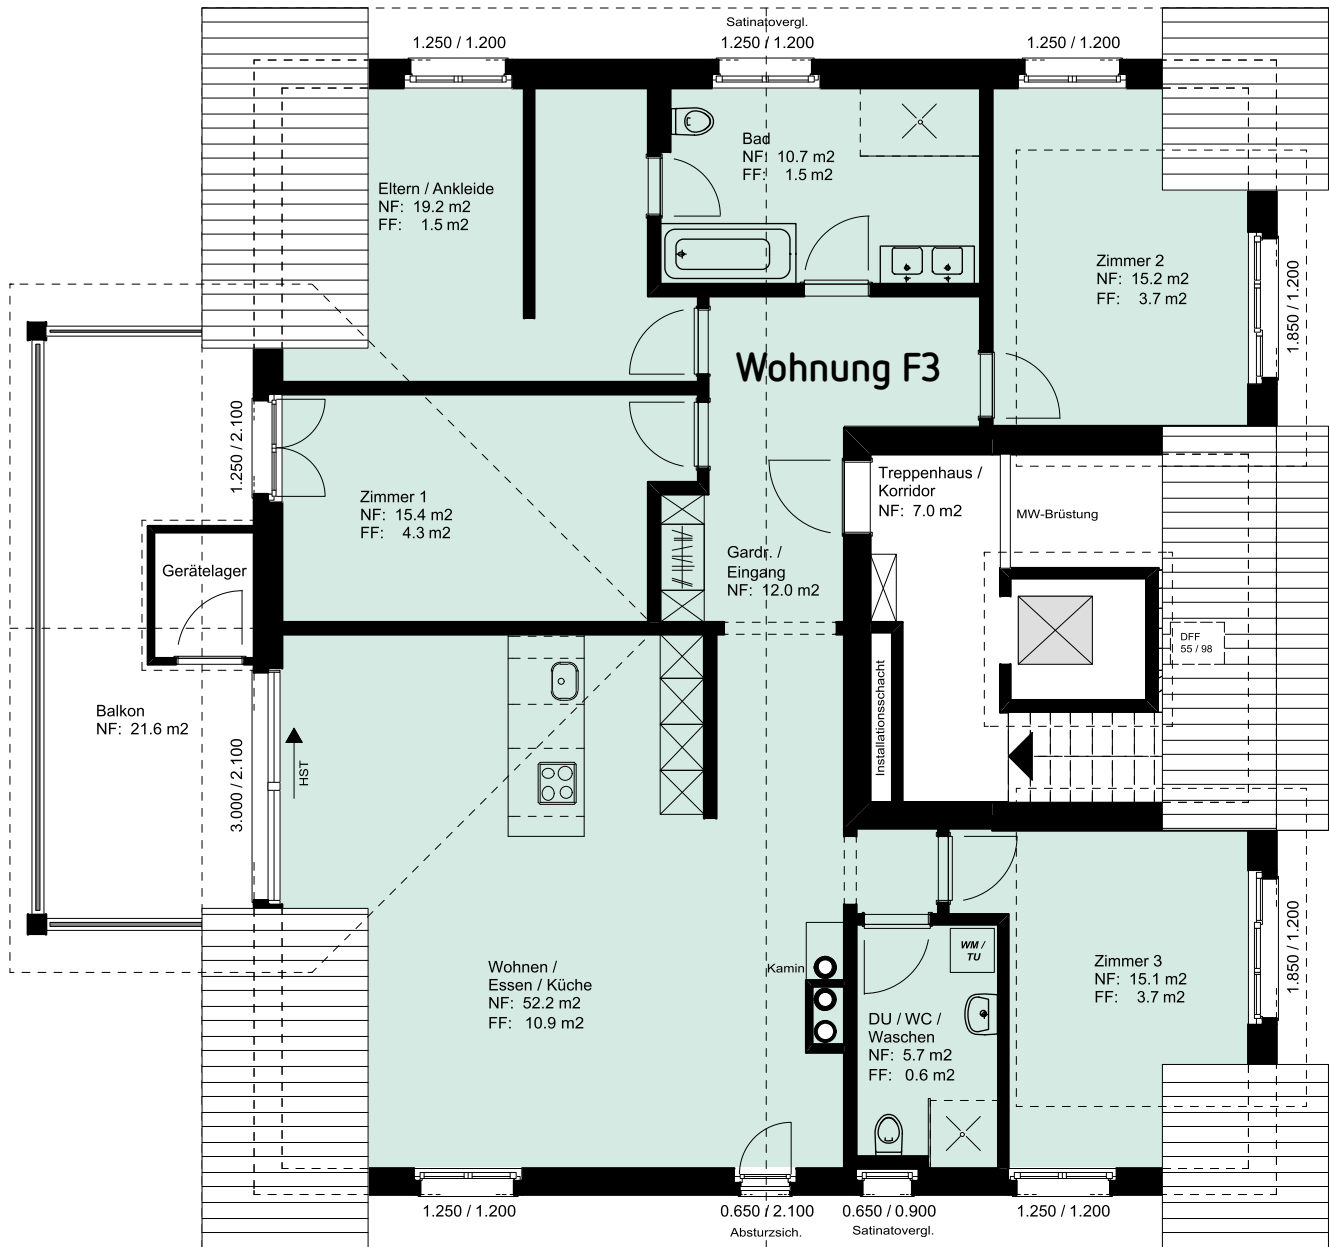 Satinatovergl.
1.250 / 1.200
1.250 / 1.200
1.250 / 1.200
Bad
NF: 10.7 m2
FF: 1.5 m2
Eltern / Ankleide
NF: 19.2 m2
FF: 1.5 m2
Zimmer 2
NF: 15.2 m2
FF: 3.7 m2
1.850 / 1.200
Wohnung F3
1.250 / 2.100
Zimmer 1
NF: 15.4 m2
FF: 4.3 m2
Treppenhaus /
Korridor
NF: 7.0 m2
MW-Brüstung
Gardr. /
Eingang
NF: 12.0 m2
Gerätelager
DFF
55 / 98
Balkon
NF: 21.6 m2
3.000 / 2.100
HST
Installationsschacht
Wohnen /
Essen / Küche
NF: 52.2 m2
FF: 10.9 m2
Kamin
WM /
TU
DU / WC /
Waschen
NF: 5.7 m2
FF: 0.6 m2
Zimmer 3
NF: 15.1 m2
FF: 3.7 m2
1.850 / 1.200
1.250 / 1.200
0.650 / 2.100
Absturzsich.
0.650 / 0.900
Satinatovergl.
1.250 / 1.200